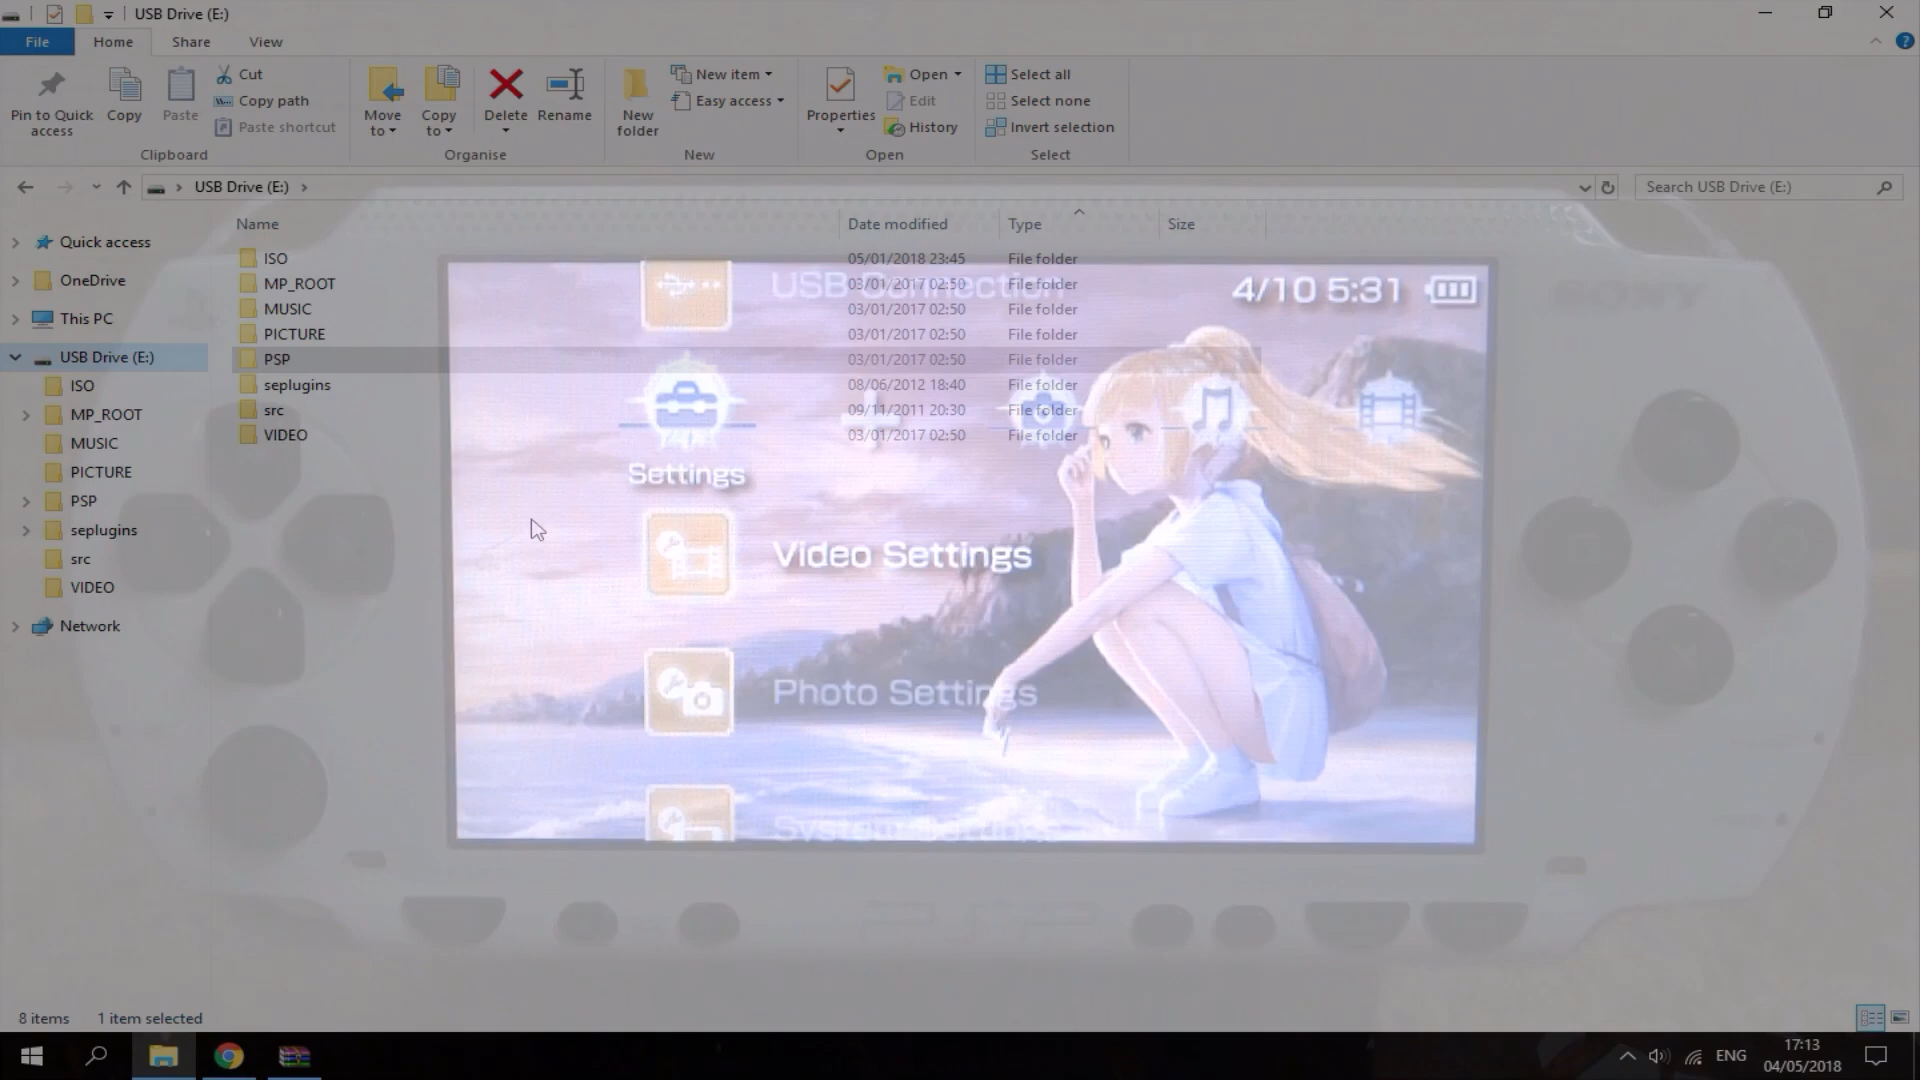 USB Drive (E:)
File Home Share View
Pin to Quick access
Copy
Paste
Cut
Copy path
Paste shortcut
Clipboard
Move to
Copy to
Delete
Rename
Organise
New folder
New item
Easy access
New
Properties
Open
Edit
History
Open
Select all
Select none
Invert selection
Select
USB Drive (E:)
Search USB Drive (E:)
Name Date modified Type Size
Quick access
OneDrive
This PC
USB Drive (E:)
ISO
MP_ROOT
MUSIC
PICTURE
PSP
seplugins
src
VIDEO
Network
ISO 05/01/2018 23:45 File folder
MP_ROOT 03/01/2017 02:50 File folder
MUSIC 03/01/2017 02:50 File folder
PICTURE 03/01/2017 02:50 File folder
PSP 03/01/2017 02:50 File folder
seplugins 08/06/2012 18:40 File folder
src 09/11/2011 20:30 File folder
VIDEO 03/01/2017 02:50 File folder
USB Connection
4/10 5:31
Settings
Video Settings
Photo Settings
System Settings
SONY
PSP
8 items 1 item selected
ENG
17:13
04/05/2018